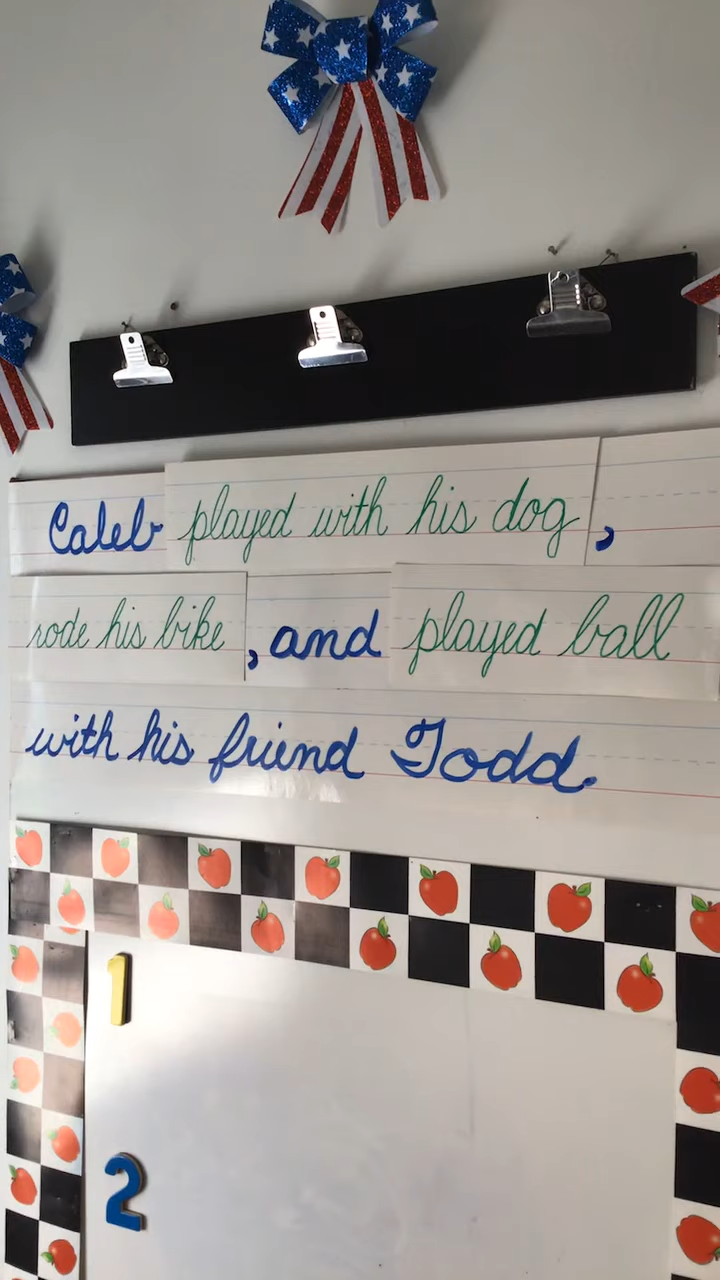 Caleb played with his dog,
rode his bike, and played ball
with his friend Todd.
1
2